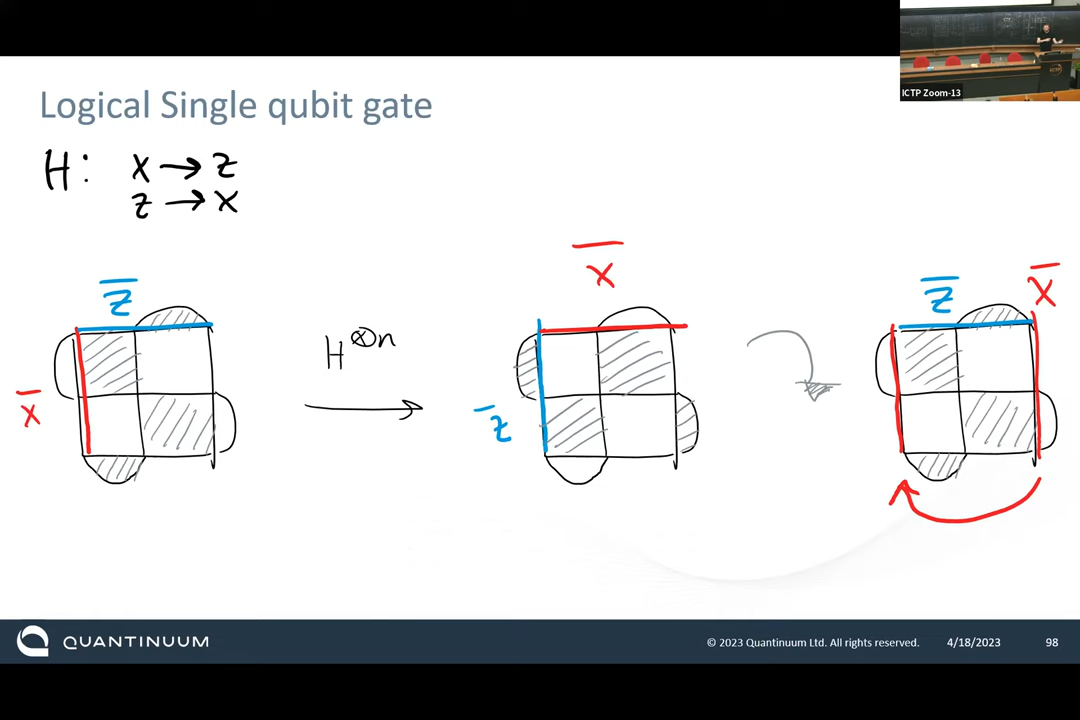 ICTP Zoom-13
Logical Single qubit gate
H: X → Z
Z → X
Z̅
X̅
H⊗n
X̅
Z̅
Z̅
X̅
QUANTINUUM
© 2023 Quantinuum Ltd. All rights reserved.
4/18/2023
98